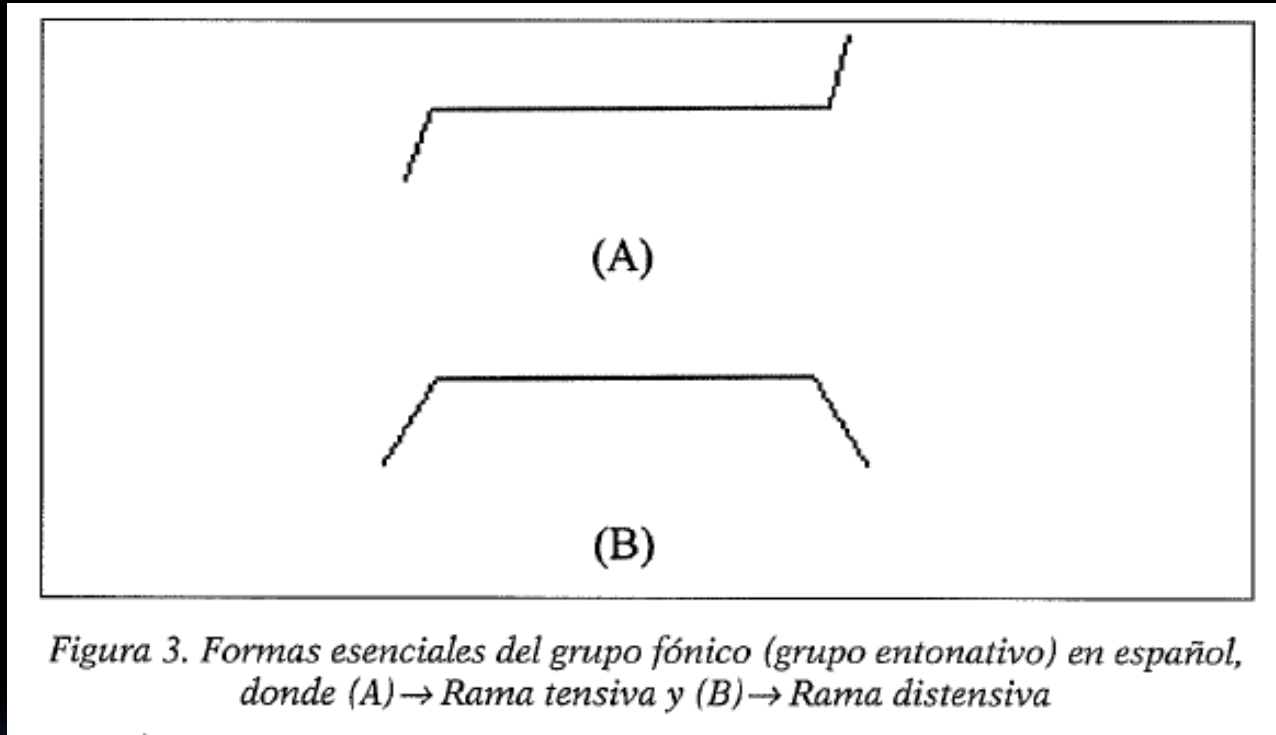 (A)
(B)
Figura 3. Formas esenciales del grupo fónico (grupo entonativo) en español,
donde (A)→ Rama tensiva y (B)→ Rama distensiva